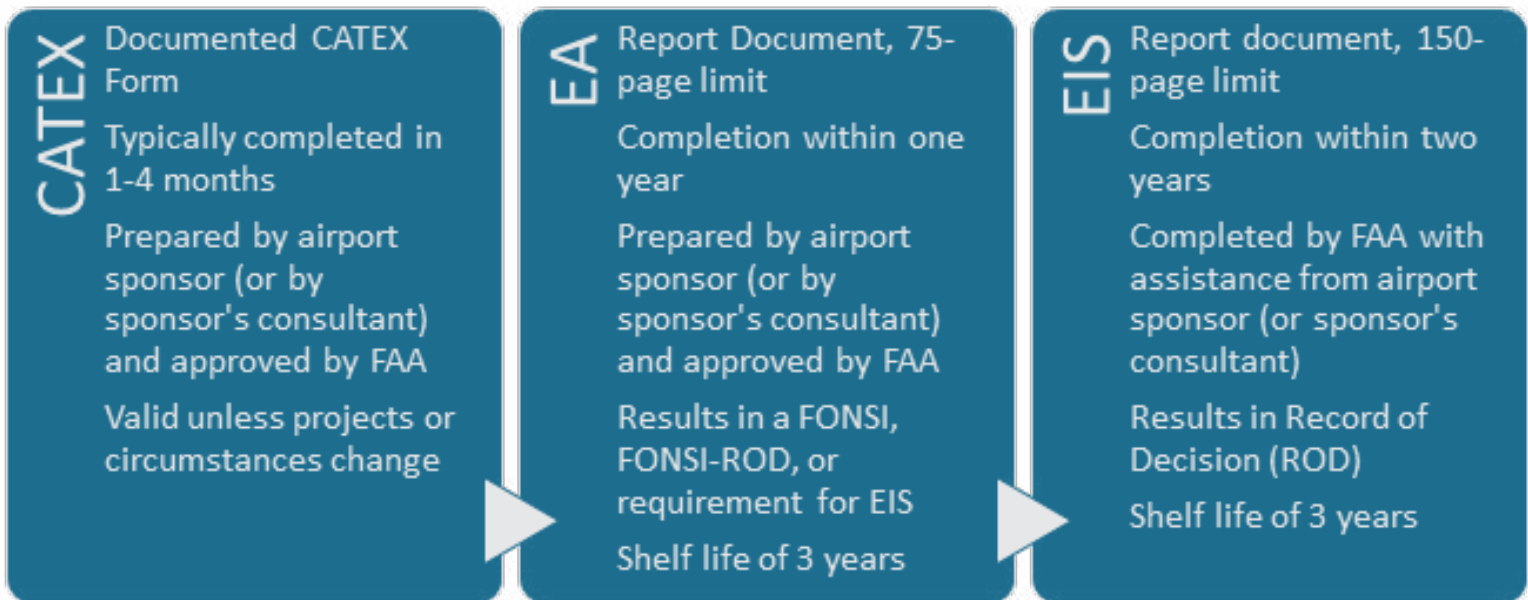 CATEX
Documented CATEX
Form
Typically completed in
1-4 months
Prepared by airport
sponsor (or by
sponsor's consultant)
and approved by FAA
Valid unless projects or
circumstances change
EA
Report Document, 75-
page limit
Completion within one
year
Prepared by airport
sponsor (or by
sponsor's consultant)
and approved by FAA
Results in a FONSI,
FONSI-ROD, or
requirement for EIS
Shelf life of 3 years
EIS
Report document, 150-
page limit
Completion within two
years
Completed by FAA with
assistance from airport
sponsor (or sponsor's
consultant)
Results in Record of
Decision (ROD)
Shelf life of 3 years